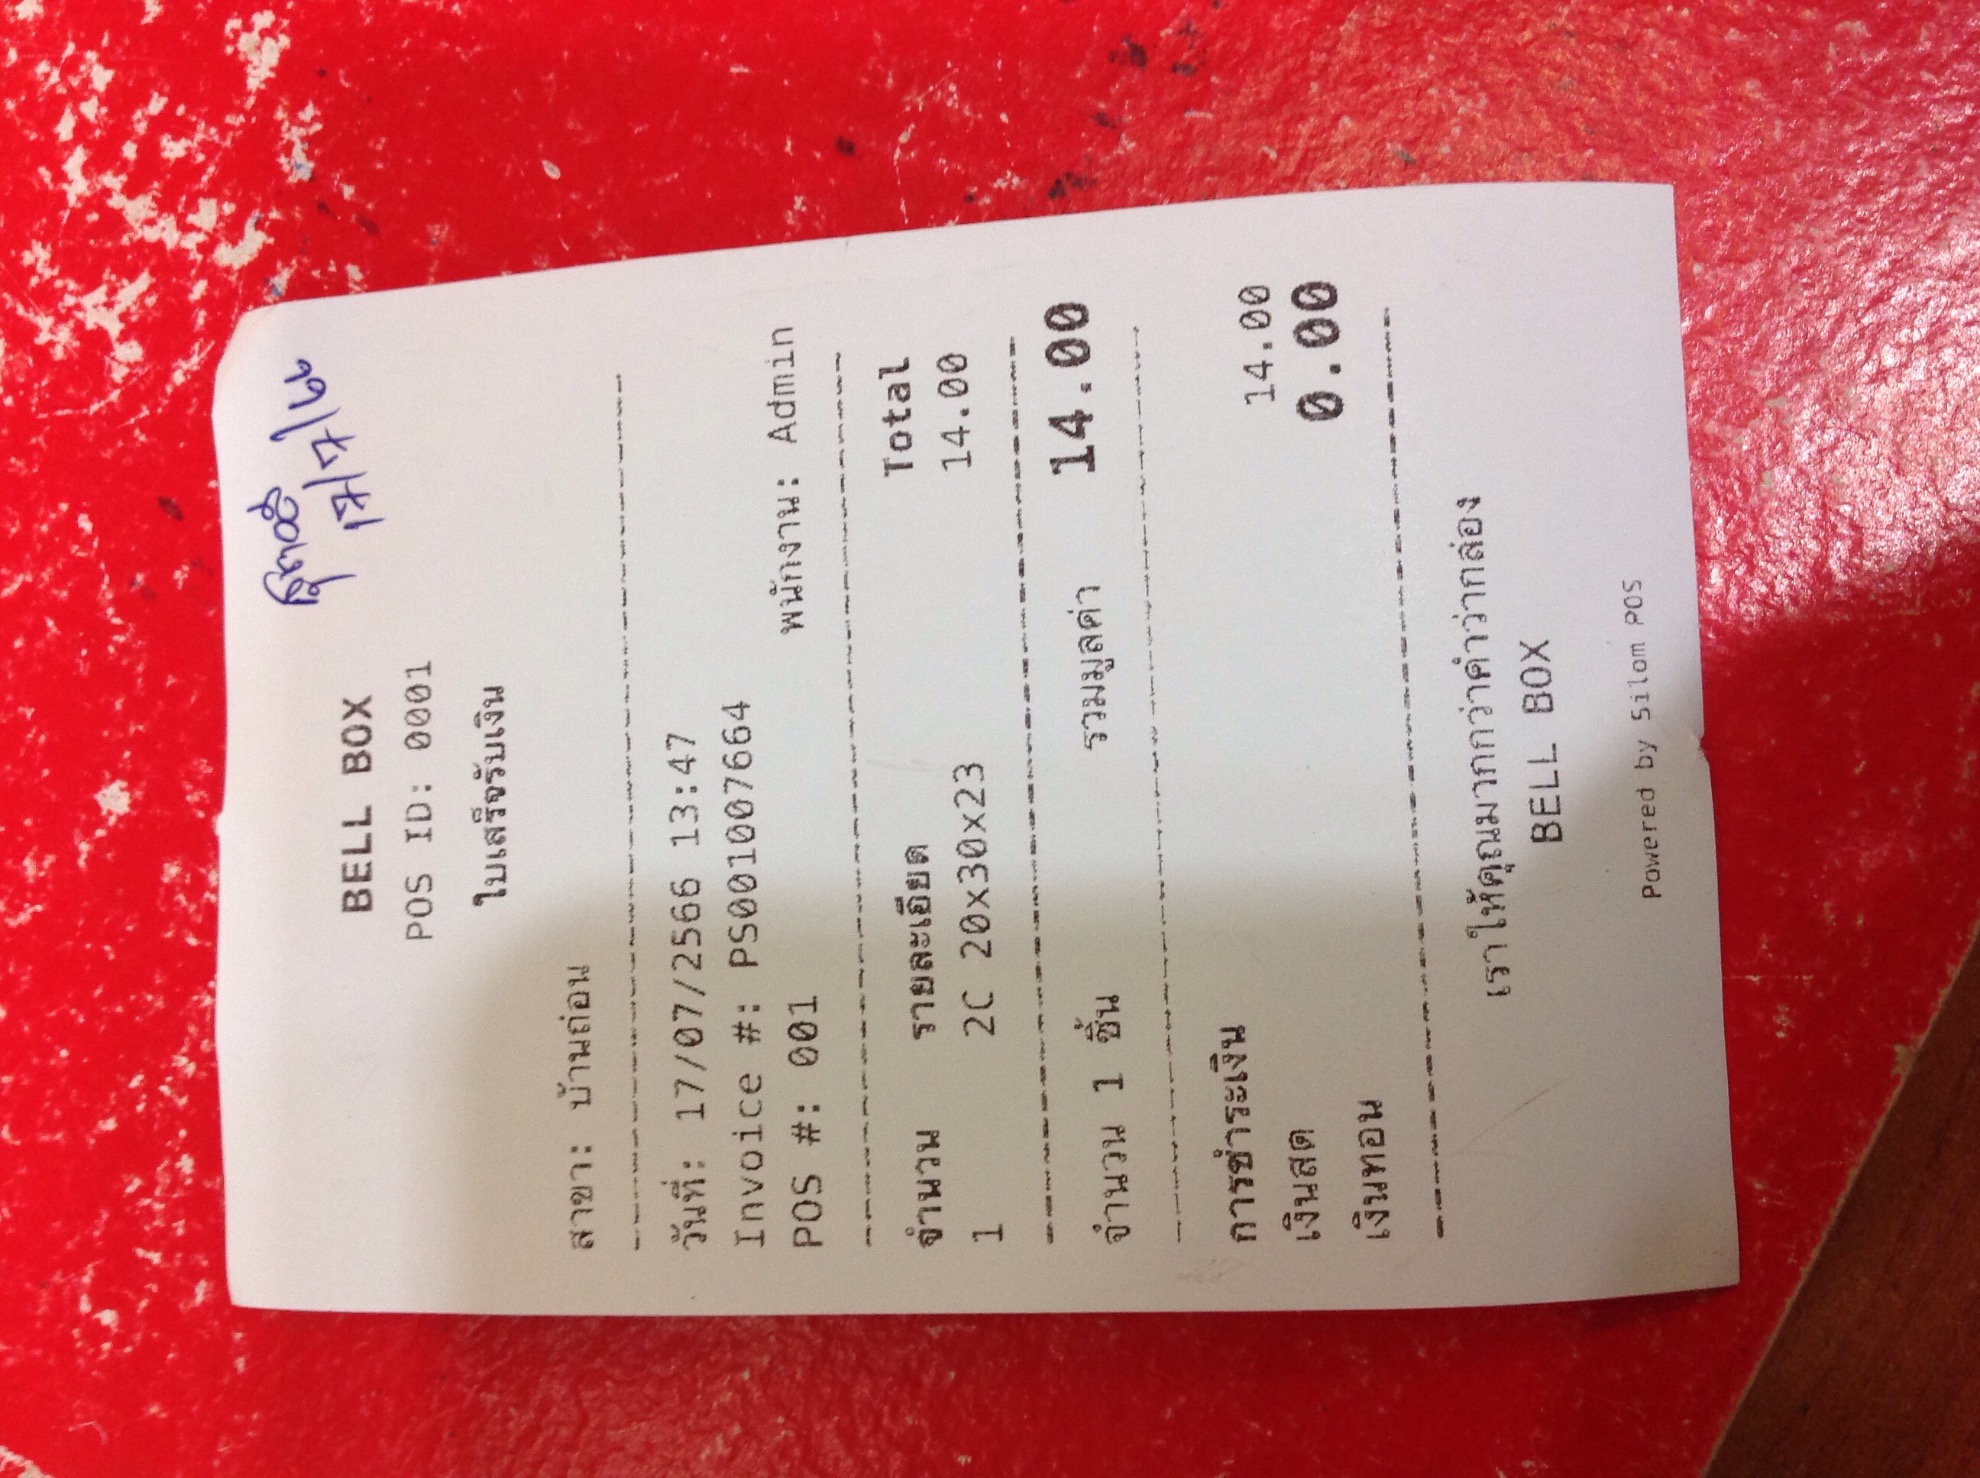 17/7/66
BELL BOX
POS ID: 0001
ใบเสร็จรับเงิน
สาขา: บ้านถ่อน
วันที่: 17/07/2566 13:47
Invoice #: PS001007664
POS #: 001 พนักงาน: Admin
จำนวน รายละเอียด Total
1 2C 20x30x23 14.00
จำนวน 1 ชิ้น รวมมูลค่า 14.00
การชำระเงิน
เงินสด 14.00
เงินทอน 0.00
เราให้คุณมากกว่าคำว่ากล่อง
BELL BOX
Powered by Silom POS